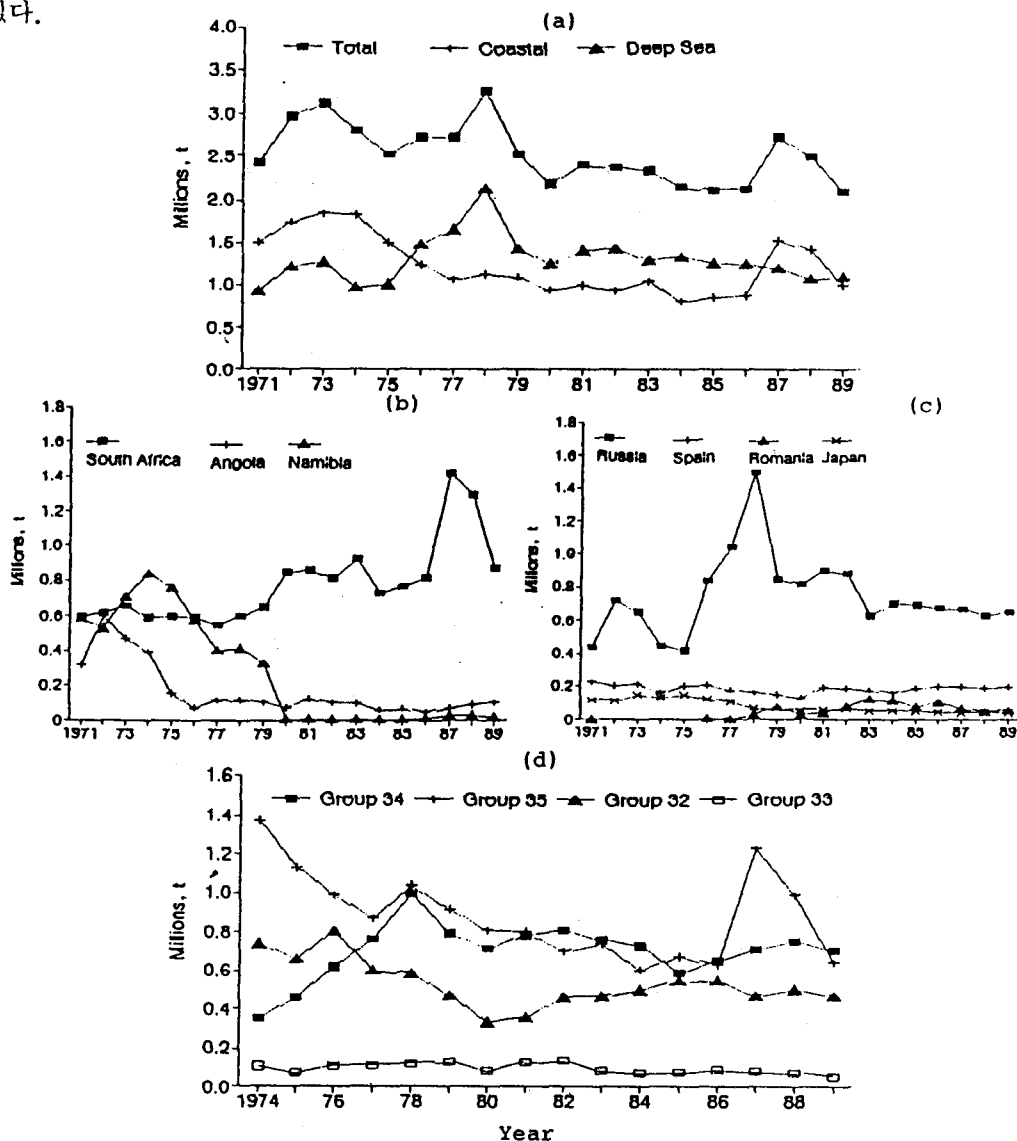 있다.
(a)
4.0
Total Coastal Deep Sea
3.5
3.0
2.5
2.0
1.5
1.0
0.5
0.0
Millions, t
1971 73 75 77 79 81 83 85 87 89
(b)
1.8
South Africa Angola Namibia
1.6
1.4
1.2
1.0
0.8
0.6
0.4
0.2
0
Millions, t
1971 73 75 77 79 81 83 85 87 89
(c)
1.8
Russia Spain Romania Japan
1.6
1.4
1.2
1.0
0.8
0.6
0.4
0.2
0
Millions, t
1971 73 75 77 79 81 83 85 87 89
(d)
1.6
Group 34 Group 35 Group 32 Group 33
1.4
1.2
1.0
0.8
0.6
0.4
0.2
0.0
Millions, t
1974 76 78 80 82 84 86 88
Year